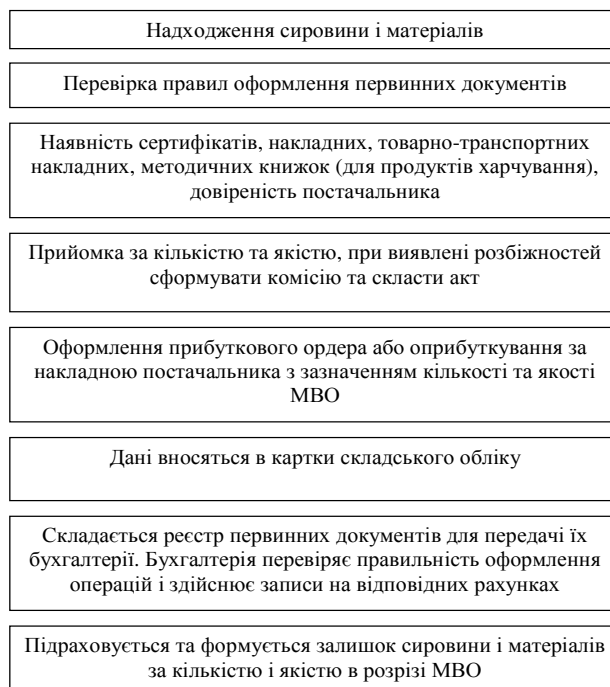 Надходження сировини і матеріалів
Перевірка правил оформлення первинних документів
Наявність сертифікатів, накладних, товарно-транспортних
накладних, методичних книжок (для продуктів харчування),
довіреність постачальника
Прийомка за кількістю та якістю, при виявлені розбіжностей
сформувати комісію та скласти акт
Оформлення прибуткового ордера або оприбуткування за
накладною постачальника з зазначенням кількості та якості
МВО
Дані вносяться в картки складського обліку
Складається реєстр первинних документів для передачі їх
бухгалтерії. Бухгалтерія перевіряє правильність оформлення
операцій і здійснює записи на відповідних рахунках
Підраховується та формується залишок сировини і матеріалів
за кількістю і якістю в розрізі МВО